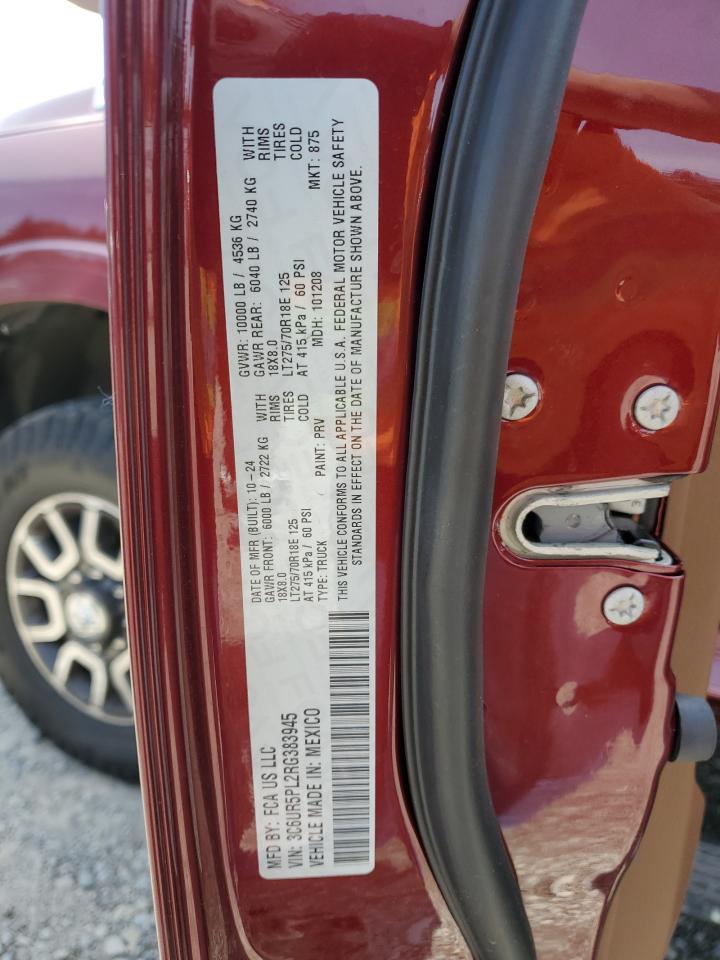 MFD BY: FCA US LLC
DATE OF MFR (BUILT): 10-24
GVWR: 10000 LB / 4536 KG
VIN: 3C6UR5PL2RG383945
GAWR FRONT: 6000 LB / 2722 KG WITH
GAWR REAR: 6040 LB / 2740 KG WITH
VEHICLE MADE IN: MEXICO
18X8.0 RIMS
18X8.0 RIMS
LT275/70R18E 125 TIRES
LT275/70R18E 125 TIRES
AT 415 kPa / 60 PSI COLD
AT 415 kPa / 60 PSI COLD
TYPE: TRUCK PAINT: PRV MDH: 101208 MKT: 875
THIS VEHICLE CONFORMS TO ALL APPLICABLE U.S.A. FEDERAL MOTOR VEHICLE SAFETY
STANDARDS IN EFFECT ON THE DATE OF MANUFACTURE SHOWN ABOVE.